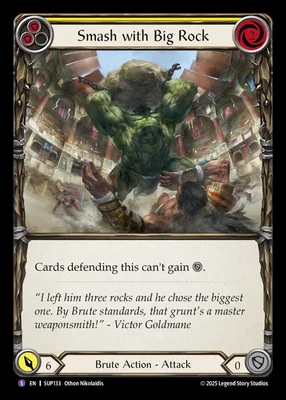 Smash with Big Rock
Cards defending this can't gain
"I left him three rocks and he chose the biggest
one. By Brute standards, that grunt's a master
weaponsmith!" - Victor Goldmane
6
Brute Action - Attack
0
S EN SUP133 Othon Nikolaidis
© 2025 Legend Story Studios